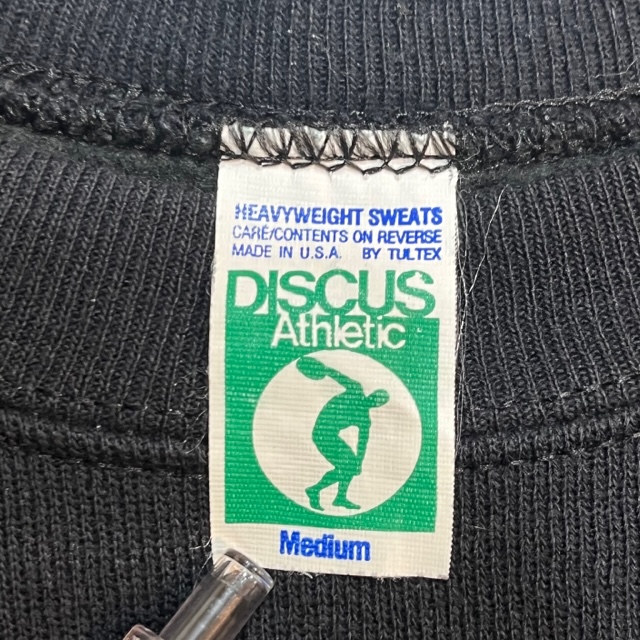 HEAVYWEIGHT SWEATS
CARE/CONTENTS ON REVERSE
MADE IN U.S.A. BY TULTEX
DISCUS
Athletic
Medium